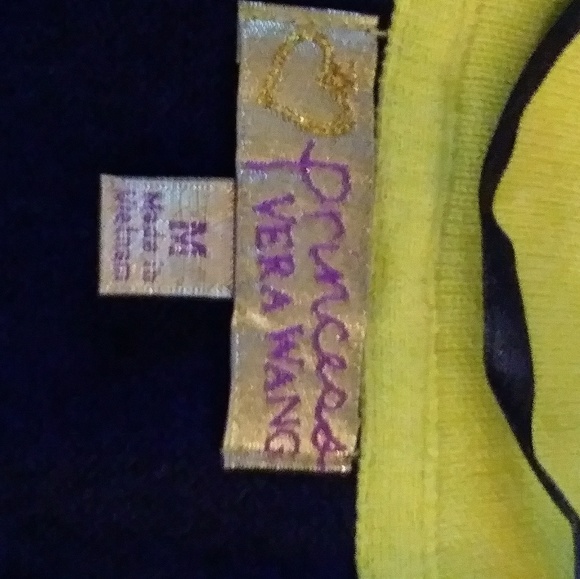 Princess
VERA WANG
M
Made in
Vietnam